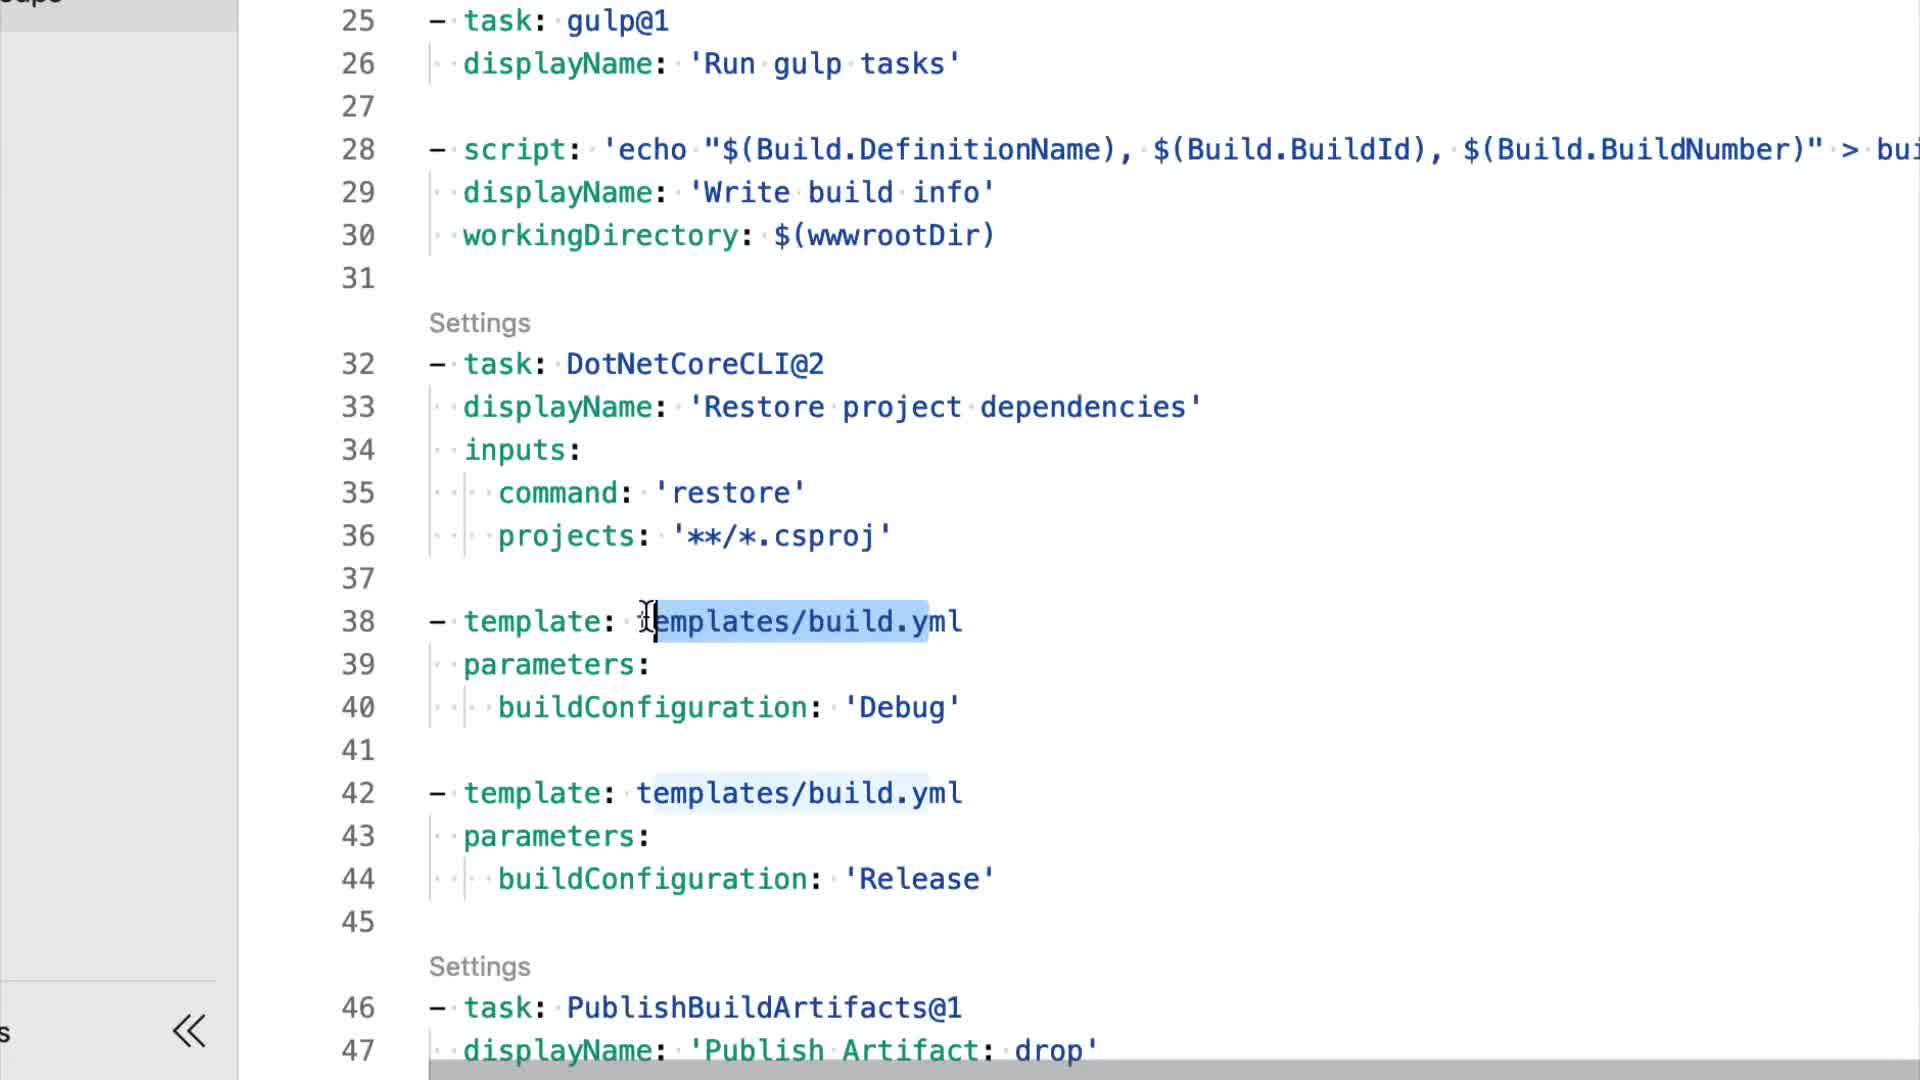 25 - task: gulp@1
26 displayName: 'Run gulp tasks'
27
28 - script: 'echo "$(Build.DefinitionName), $(Build.BuildId), $(Build.BuildNumber)" > bui
29 displayName: 'Write build info'
30 workingDirectory: $(wwwrootDir)
31
Settings
32 - task: DotNetCoreCLI@2
33 displayName: 'Restore project dependencies'
34 inputs:
35 command: 'restore'
36 projects: '**/*.csproj'
37
38 - template: templates/build.yml
39 parameters:
40 buildConfiguration: 'Debug'
41
42 - template: templates/build.yml
43 parameters:
44 buildConfiguration: 'Release'
45
Settings
46 - task: PublishBuildArtifacts@1
s
47 displayName: 'Publish Artifact: drop'